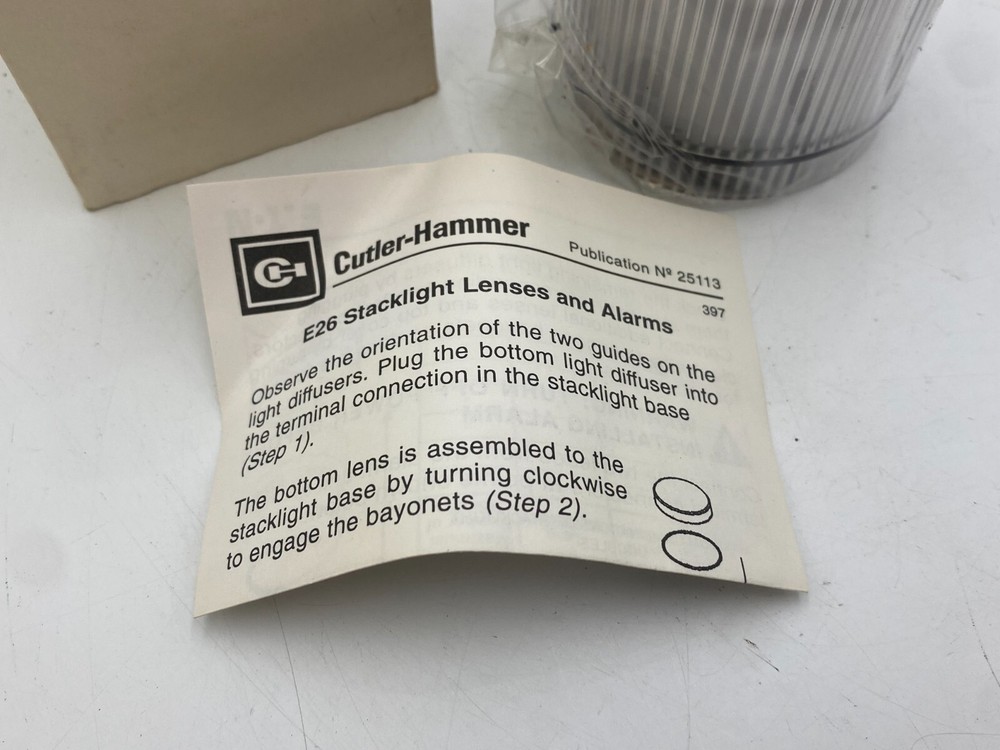 CH
Cutler-Hammer
Publication Nº 25113
397
E26 Stacklight Lenses and Alarms
Observe the orientation of the two guides on the
light diffusers. Plug the bottom light diffuser into
the terminal connection in the stacklight base
(Step 1).
The bottom lens is assembled to the
stacklight base by turning clockwise
to engage the bayonets (Step 2).